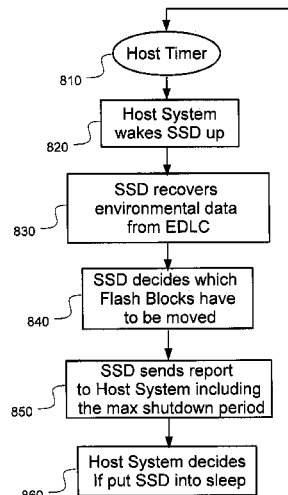 Host Timer
810
Host System
wakes SSD up
820
SSD recovers
environmental data
from EDLC
830
SSD decides which
Flash Blocks have
to be moved
840
SSD sends report
to Host System including
the max shutdown period
850
Host System decides
If put SSD into sleep
860